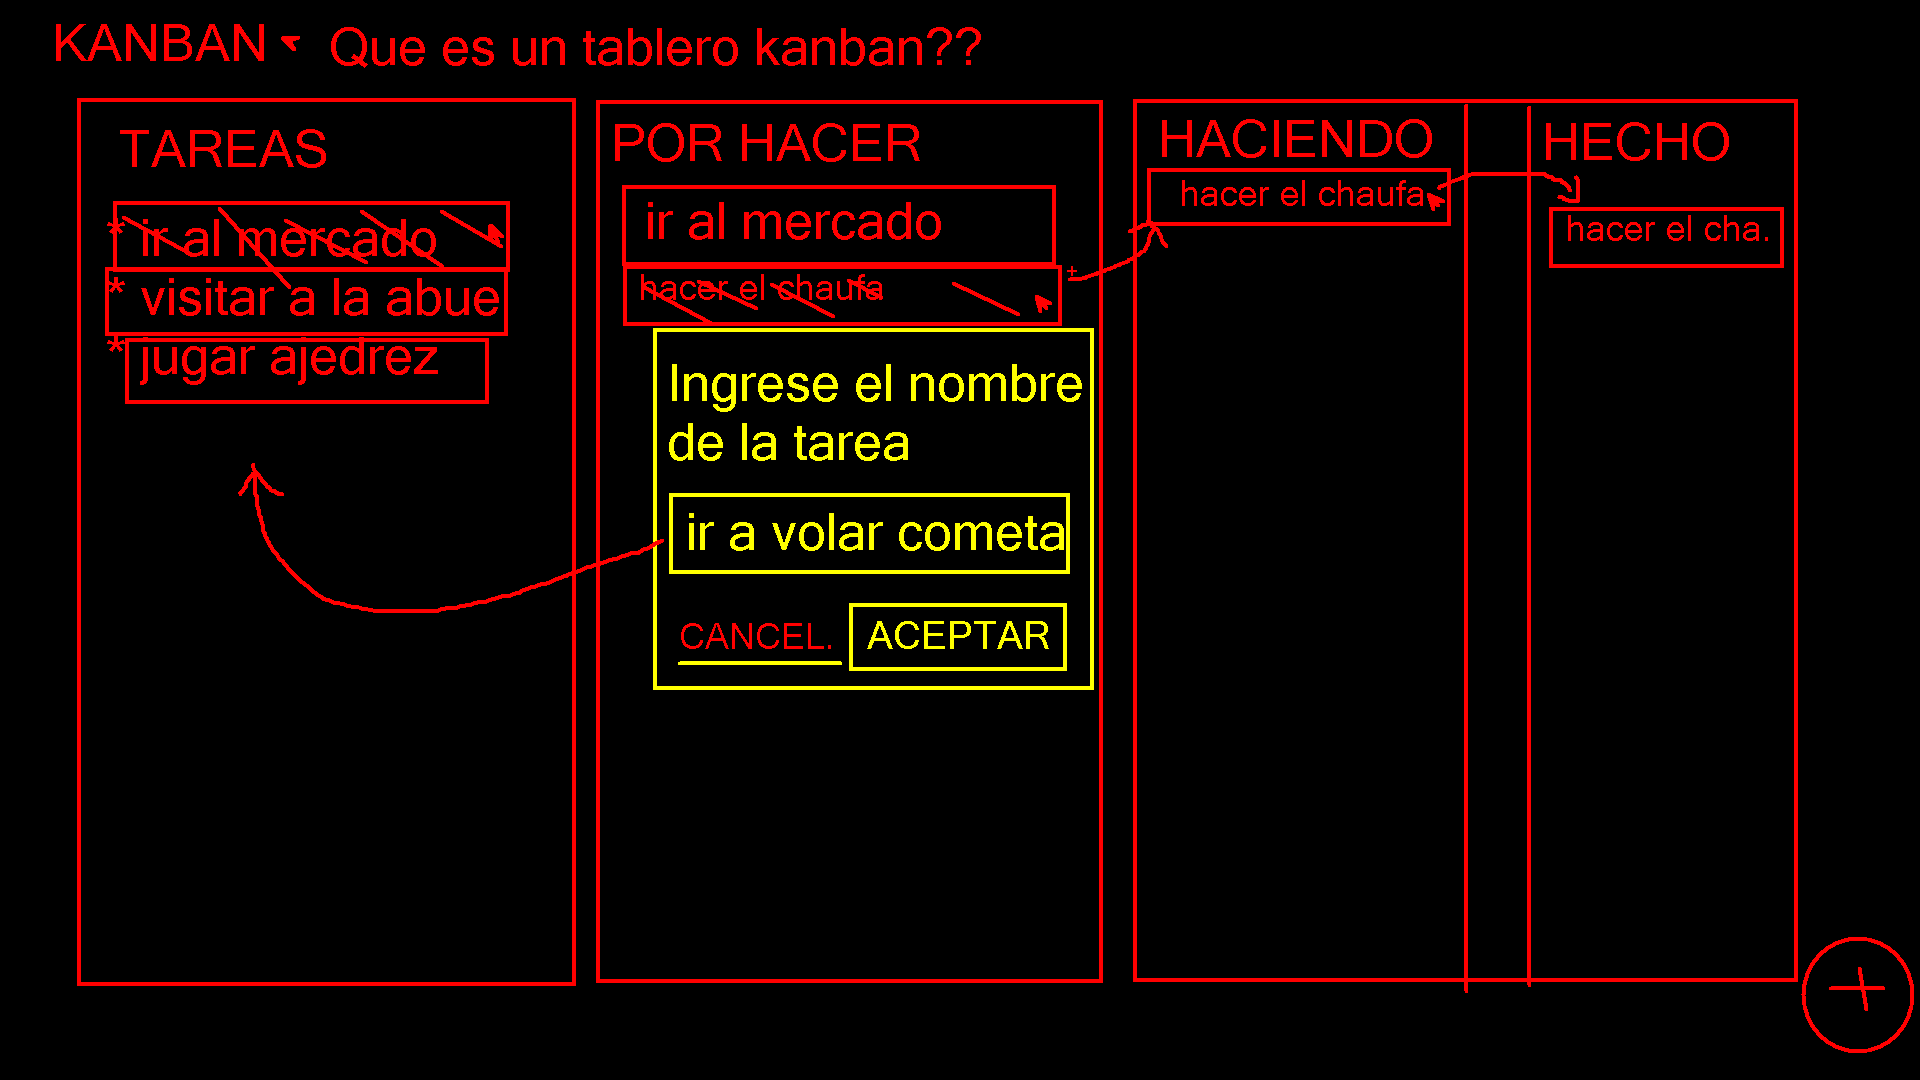 KANBAN
Que es un tablero kanban??
TAREAS
* ir al mercado
* visitar a la abue
* jugar ajedrez
POR HACER
ir al mercado
hacer el chaufa
Ingrese el nombre
de la tarea
ir a volar cometa
CANCEL.
ACEPTAR
HACIENDO
hacer el chaufa
HECHO
hacer el cha.
+